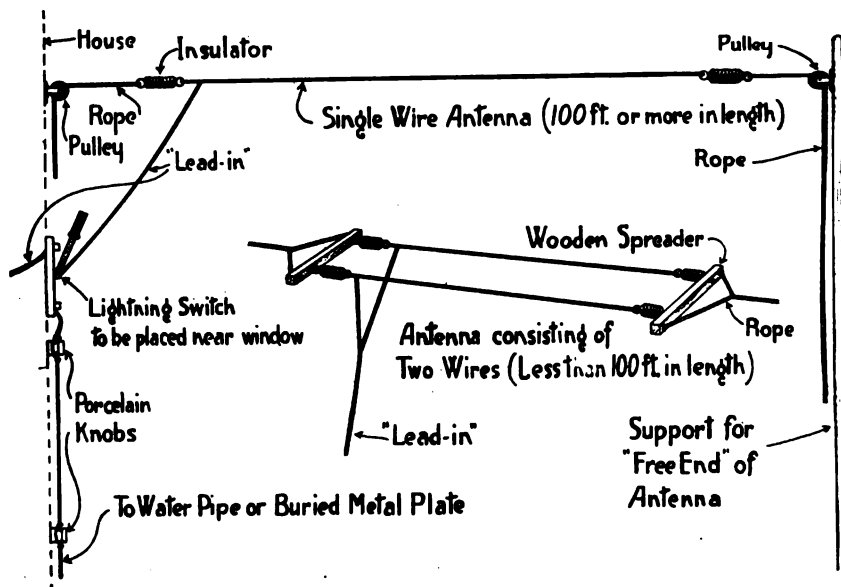 House
Insulator
Pulley
Rope
Pulley
Single Wire Antenna (100 ft. or more in length)
"Lead-in"
Rope
Wooden Spreader
Lightning Switch
to be placed near window
Rope
Antenna consisting of
Two Wires (Less than 100 ft. in length)
Porcelain
Knobs
"Lead-in"
Support for
"Free End" of
Antenna
To Water Pipe or Buried Metal Plate